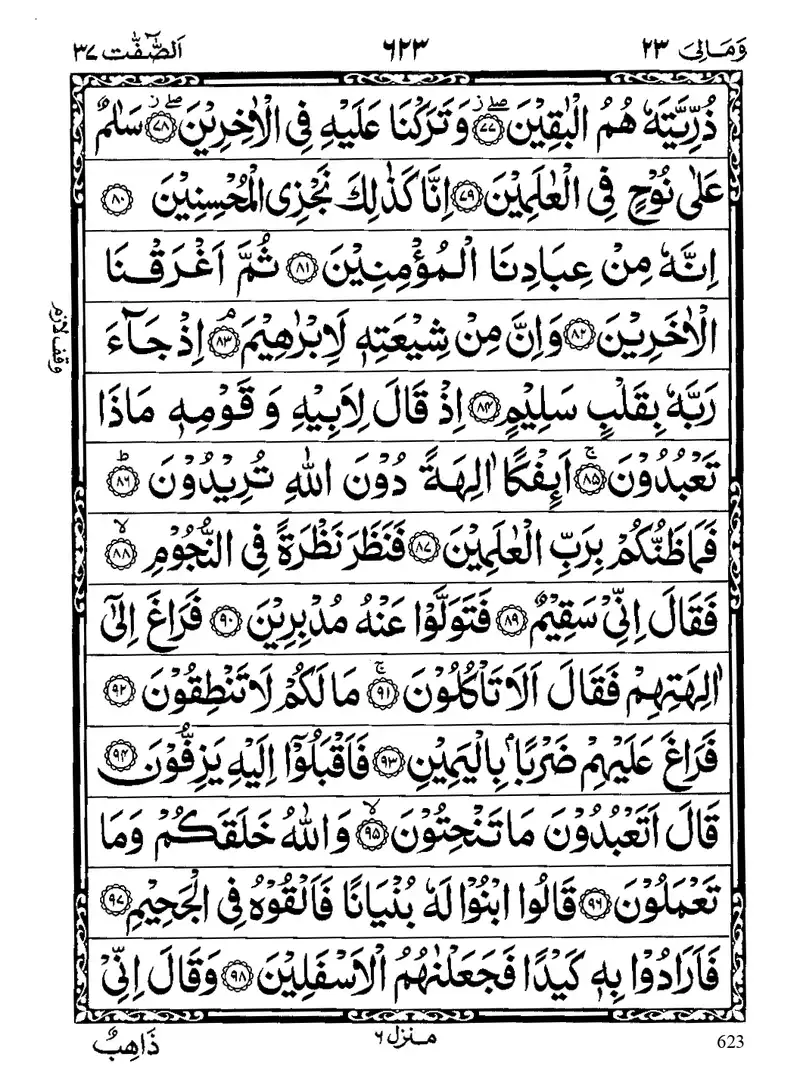 وَمَالِیَ ٢٣ ٦٢٣ اَلصّٰٓفّٰت ٣٧
ذُرِّيَّتَهٗ هُمُ الْبٰقِيْنَ ۝٧٧ۖز وَتَرَكْنَا عَلَيْهِ فِى الْاٰخِرِيْنَ ۝٧٨ۖز سَلٰمٌ
عَلٰى نُوْحٍ فِى الْعٰلَمِيْنَ ۝٧٩ اِنَّا كَذٰلِكَ نَجْزِى الْمُحْسِنِيْنَ ۝٨٠
اِنَّهٗ مِنْ عِبَادِنَا الْمُؤْمِنِيْنَ ۝٨١ ثُمَّ اَغْرَقْنَا
الْاٰخَرِيْنَ ۝٨٢ وَاِنَّ مِنْ شِيْعَتِهٖ لَاِبْرٰهِيْمَ ۝٨٣ۘ اِذْ جَآءَ
وقف لازم
رَبَّهٗ بِقَلْبٍ سَلِيْمٍ ۝٨٤ اِذْ قَالَ لِاَبِيْهِ وَ قَوْمِهٖ مَاذَا
تَعْبُدُوْنَ ۝٨٥ۚ اَئِفْكًا اٰلِهَةً دُوْنَ اللّٰهِ تُرِيْدُوْنَ ۝٨٦ؕ
فَمَا ظَنُّكُمْ بِرَبِّ الْعٰلَمِيْنَ ۝٨٧ فَنَظَرَ نَظْرَةً فِى النُّجُوْمِ ۝٨٨ۙ
فَقَالَ اِنِّىْ سَقِيْمٌ ۝٨٩ فَتَوَلَّوْا عَنْهُ مُدْبِرِيْنَ ۝٩٠ فَرَاغَ اِلٰٓى
اٰلِهَتِهِمْ فَقَالَ اَلَا تَاْكُلُوْنَ ۝٩١ۚ مَا لَكُمْ لَا تَنْطِقُوْنَ ۝٩٢
فَرَاغَ عَلَيْهِمْ ضَرْبًاۢ بِالْيَمِيْنِ ۝٩٣ فَاَقْبَلُوْٓا اِلَيْهِ يَزِفُّوْنَ ۝٩٤
قَالَ اَتَعْبُدُوْنَ مَا تَنْحِتُوْنَ ۝٩٥ۙ وَاللّٰهُ خَلَقَكُمْ وَمَا
تَعْمَلُوْنَ ۝٩٦ قَالُوا ابْنُوْا لَهٗ بُنْيَانًا فَاَلْقُوْهُ فِى الْجَحِيْمِ ۝٩٧
فَاَرَادُوْا بِهٖ كَيْدًا فَجَعَلْنٰهُمُ الْاَسْفَلِيْنَ ۝٩٨ وَقَالَ اِنِّىْ
ذَاهِبٌ منزل ٦ 623